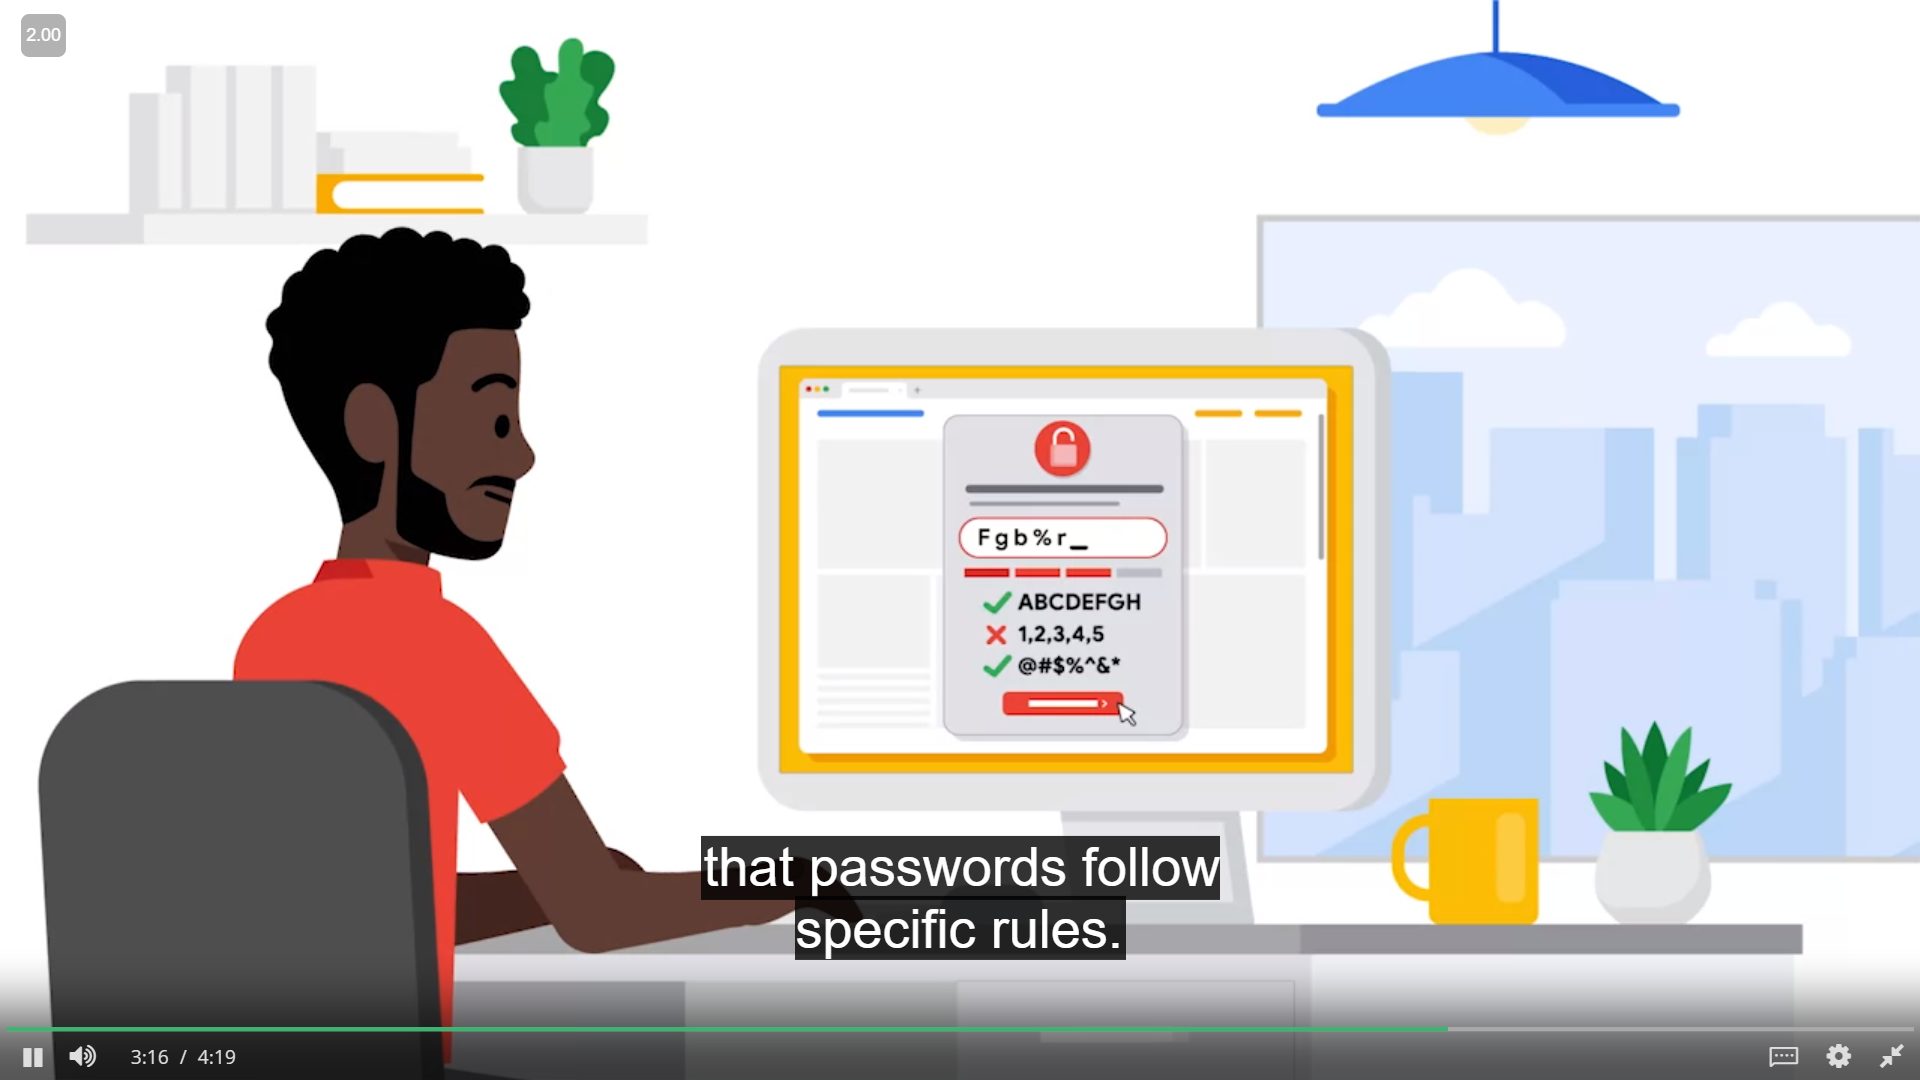 2.00
Fgb%r_
ABCDEFGH
1,2,3,4,5
@#$%^&*
that passwords follow
specific rules.
3:16 / 4:19